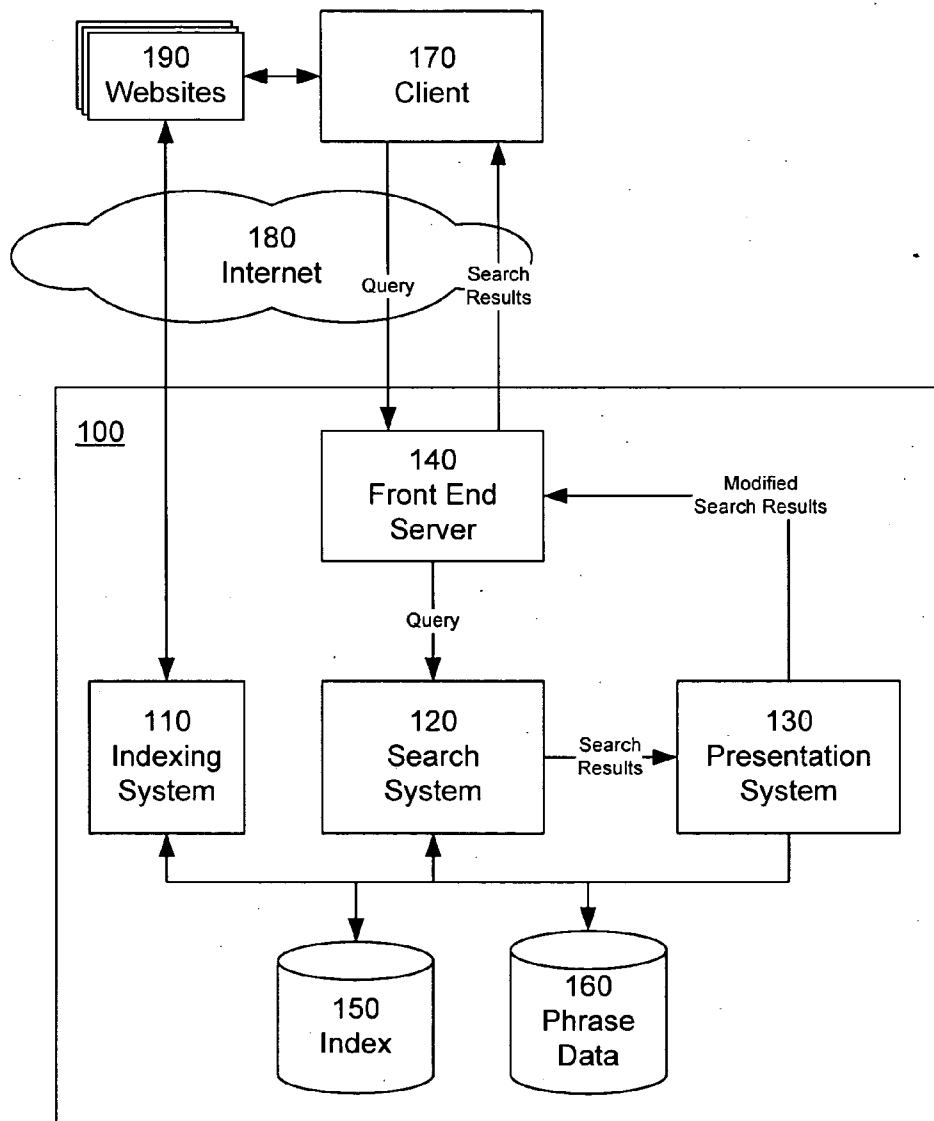 190
Websites
170
Client
180
Internet
Query
Search
Results
100
140
Front End
Server
Modified
Search Results
Query
110
Indexing
System
120
Search
System
Search
Results
130
Presentation
System
150
Index
160
Phrase
Data